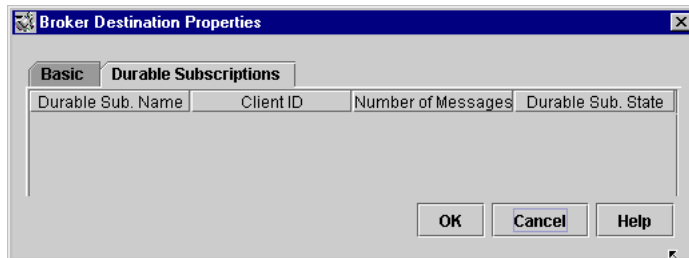 Broker Destination Properties
Basic Durable Subscriptions
Durable Sub. Name Client ID Number of Messages Durable Sub. State
OK Cancel Help